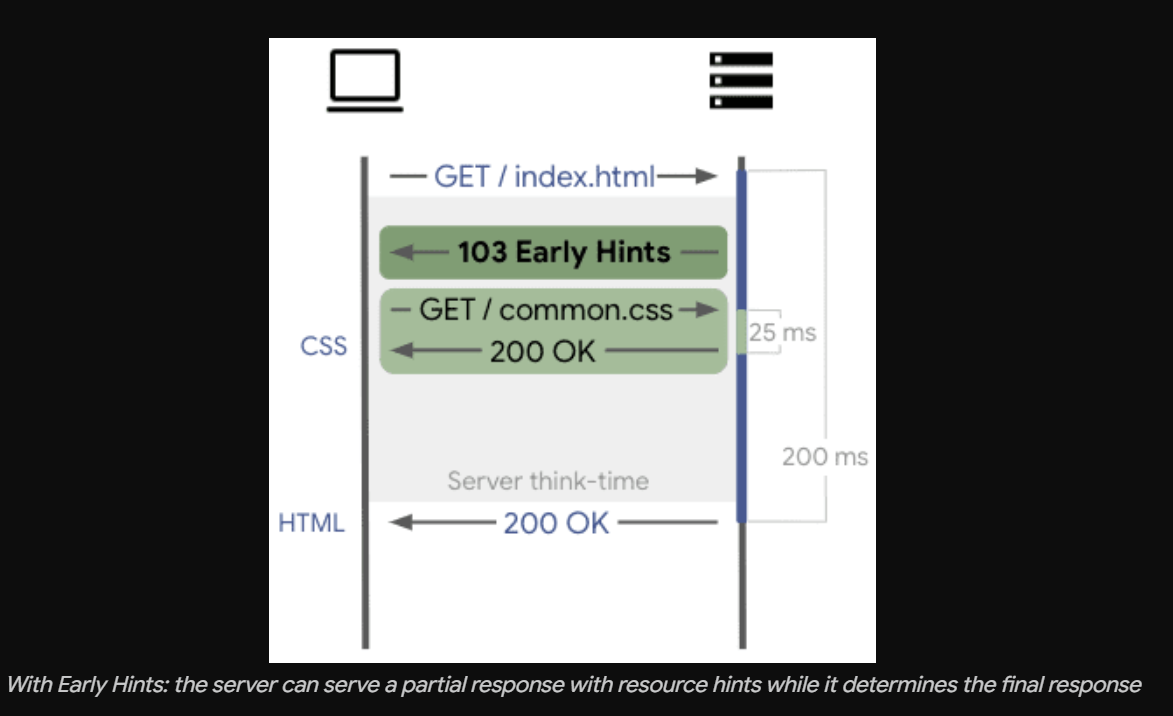 GET / index.html
103 Early Hints
GET / common.css
25 ms
CSS
200 OK
200 ms
Server think-time
HTML
200 OK
With Early Hints: the server can serve a partial response with resource hints while it determines the final response